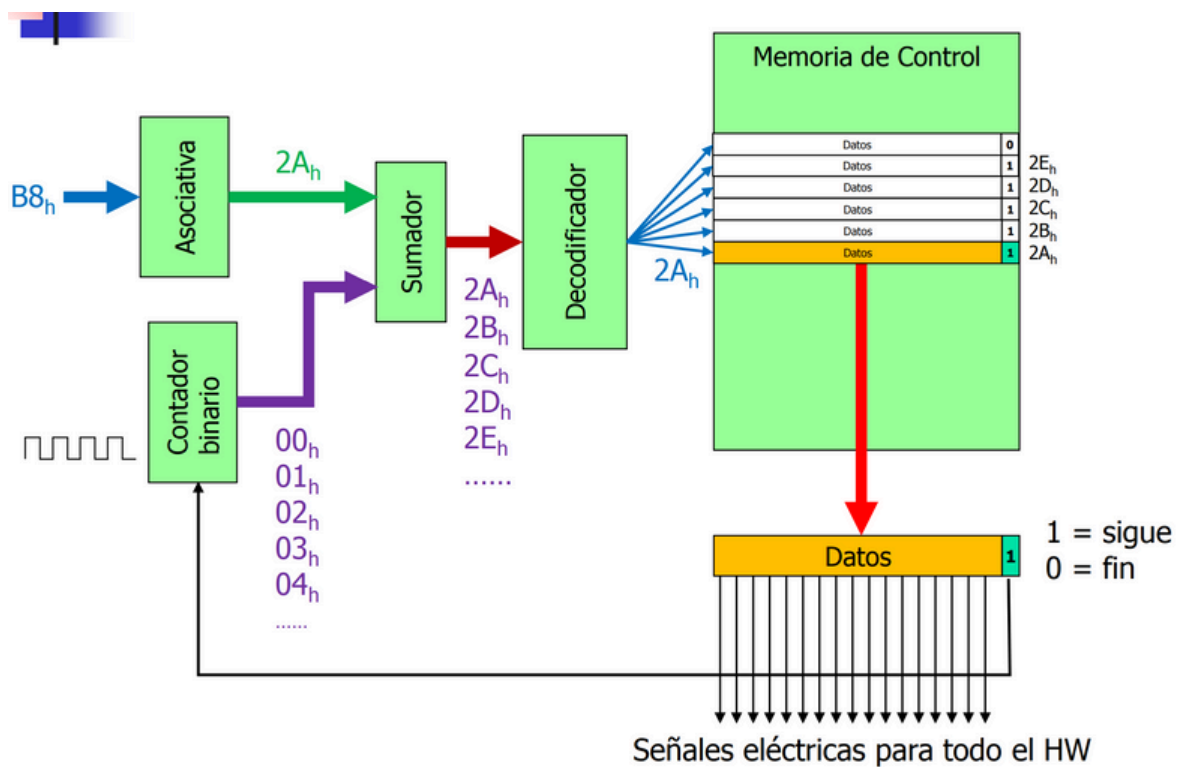 Memoria de Control
B8h
Asociativa
2Ah
Sumador
Decodificador
2Ah
Datos 0
Datos 1 2Eh
Datos 1 2Dh
Datos 1 2Ch
Datos 1 2Bh
Datos 1 2Ah
Contador
binario
00h
01h
02h
03h
04h
......
2Ah
2Bh
2Ch
2Dh
2Eh
......
Datos 1
1 = sigue
0 = fin
Señales eléctricas para todo el HW